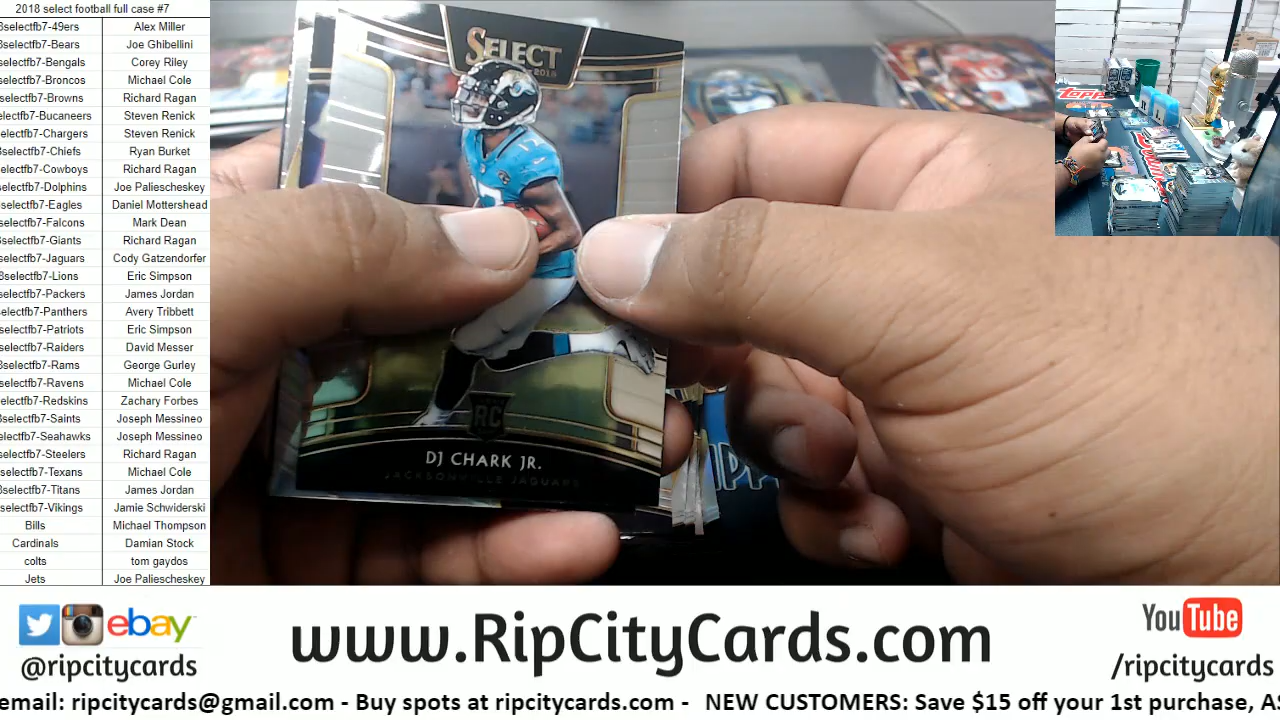 2018 select football full case #7
8selectfb7-49ers Alex Miller
8selectfb7-Bears Joe Ghibellini
selectfb7-Bengals Corey Riley
selectfb7-Broncos Michael Cole
selectfb7-Browns Richard Ragan
selectfb7-Bucaneers Steven Renick
selectfb7-Chargers Steven Renick
8selectfb7-Chiefs Ryan Burket
selectfb7-Cowboys Richard Ragan
selectfb7-Dolphins Joe Paliescheskey
selectfb7-Eagles Daniel Mottershead
selectfb7-Falcons Mark Dean
selectfb7-Giants Richard Ragan
selectfb7-Jaguars Cody Gatzendorfer
8selectfb7-Lions Eric Simpson
selectfb7-Packers James Jordan
selectfb7-Panthers Avery Tribbett
selectfb7-Patriots Eric Simpson
selectfb7-Raiders David Messer
8selectfb7-Rams George Gurley
selectfb7-Ravens Michael Cole
selectfb7-Redskins Zachary Forbes
8selectfb7-Saints Joseph Messineo
selectfb7-Seahawks Joseph Messineo
selectfb7-Steelers Richard Ragan
selectfb7-Texans Michael Cole
8selectfb7-Titans James Jordan
selectfb7-Vikings Jamie Schwiderski
Bills Michael Thompson
Cardinals Damian Stock
colts tom gaydos
Jets Joe Paliescheskey
SELECT
2018
17
RC
DJ CHARK JR.
JACKSONVILLE JAGUARS
topps
ebay
@ripcitycards
www.RipCityCards.com
YouTube
/ripcitycards
email: ripcitycards@gmail.com - Buy spots at ripcitycards.com - NEW CUSTOMERS: Save $15 off your 1st purchase, AS